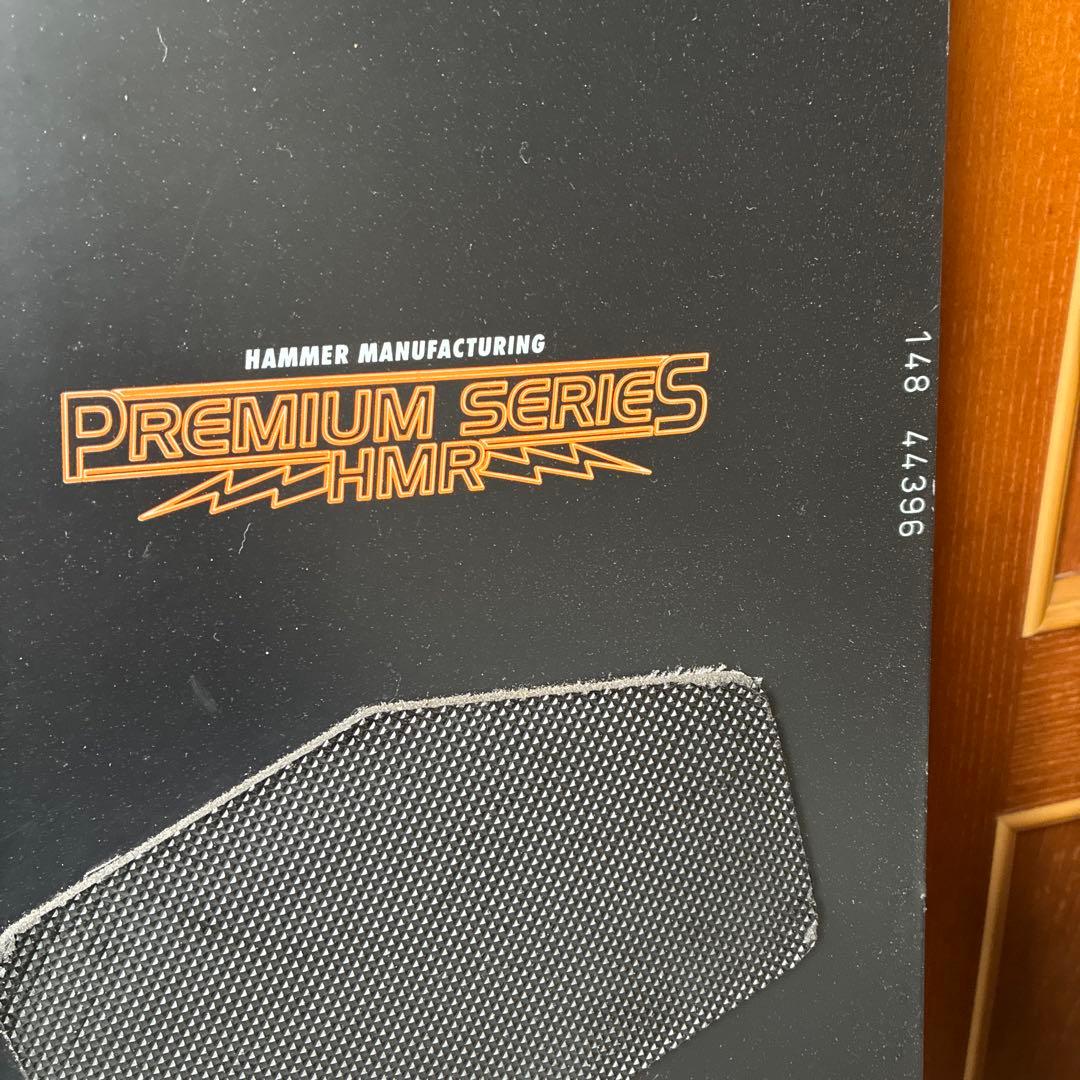 HAMMER MANUFACTURING
PREMIUM SERIES
HMR
148 44396